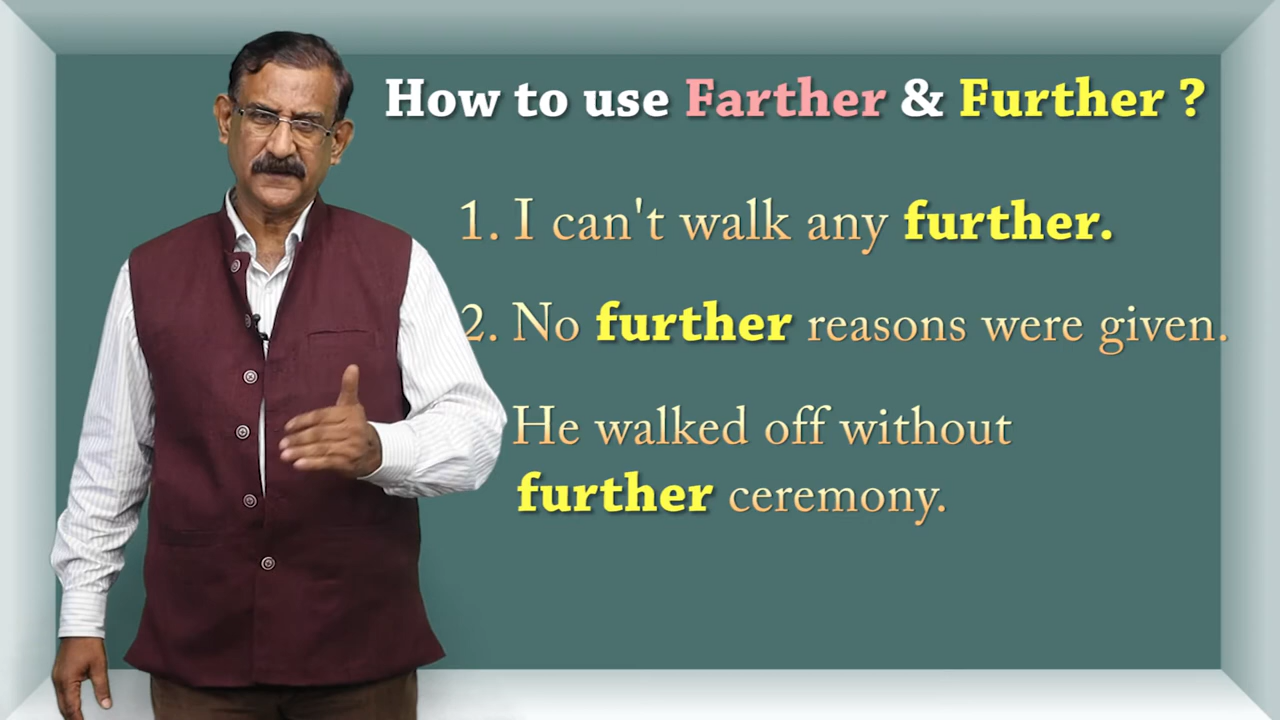 How to use Farther & Further ?
1. I can't walk any further.
2. No further reasons were given.
He walked off without
further ceremony.